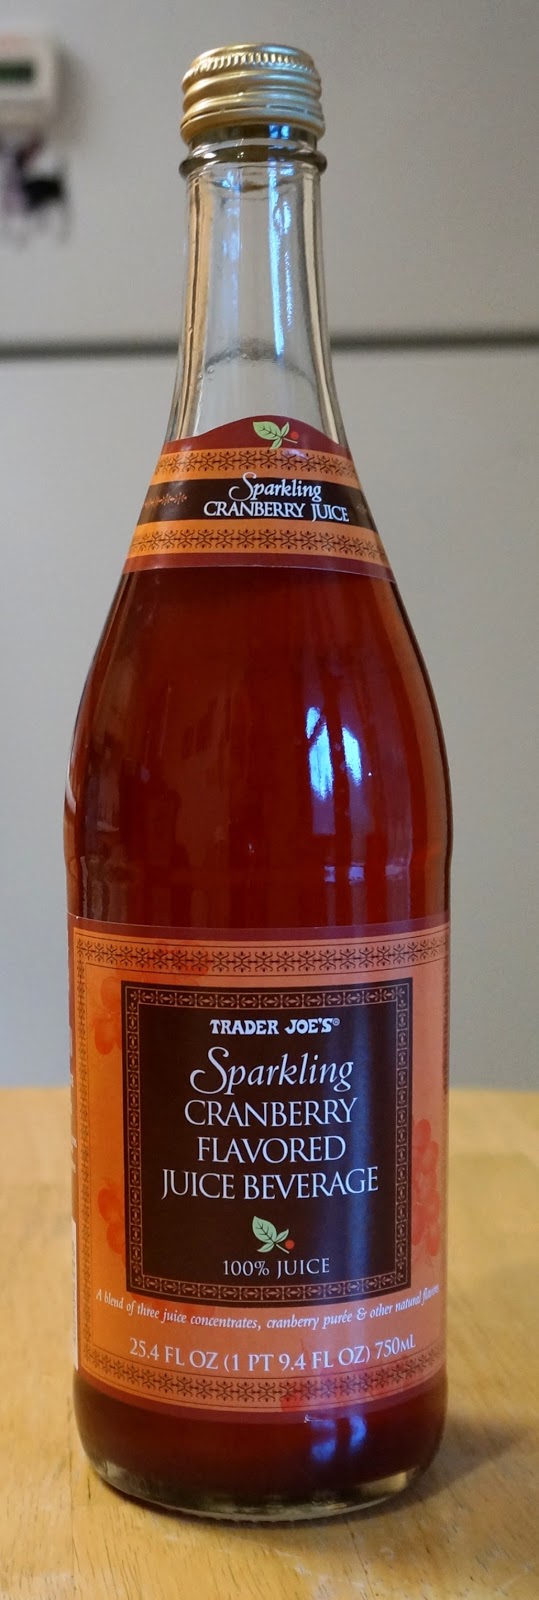 Sparkling
CRANBERRY JUICE
TRADER JOE'S®
Sparkling
CRANBERRY
FLAVORED
JUICE BEVERAGE
100% JUICE
A blend of three juice concentrates, cranberry purée & other natural flavors
25.4 FL OZ (1 PT 9.4 FL OZ) 750mL